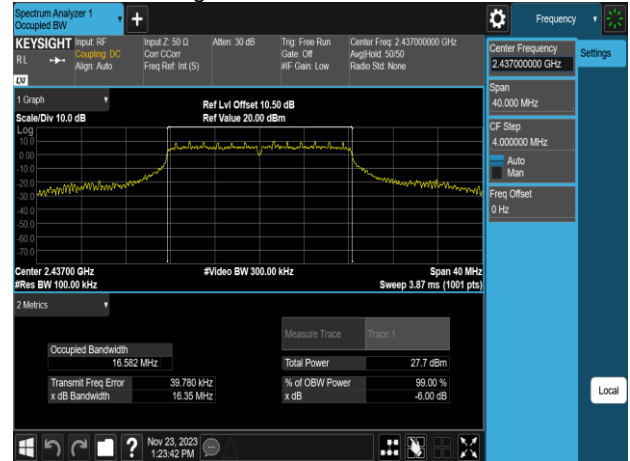 Spectrum Analyzer 1
Occupied BW
Frequency
KEYSIGHT
RL
LXI
Input: RF
Coupling: DC
Align: Auto
Input Z: 50 Ω
Corr CCorr
Freq Ref: Int (S)
Atten: 30 dB
Trig: Free Run
Gate: Off
#IF Gain: Low
Center Freq: 2.437000000 GHz
Avg|Hold: 50/50
Radio Std: None
1 Graph
Scale/Div 10.0 dB
Ref Lvl Offset 10.50 dB
Ref Value 20.00 dBm
Log
10.0
0.00
-10.0
-20.0
-30.0
-40.0
-50.0
-60.0
-70.0
Center 2.43700 GHz
#Res BW 100.00 kHz
#Video BW 300.00 kHz
Span 40 MHz
Sweep 3.87 ms (1001 pts)
2 Metrics
Measure Trace
Trace 1
Occupied Bandwidth
16.582 MHz
Total Power
27.7 dBm
Transmit Freq Error
39.780 kHz
% of OBW Power
99.00 %
x dB Bandwidth
16.35 MHz
x dB
-6.00 dB
Center Frequency
2.437000000 GHz
Settings
Span
40.000 MHz
CF Step
4.000000 MHz
Auto
Man
Freq Offset
0 Hz
Local
?
Nov 23, 2023
1:23:42 PM